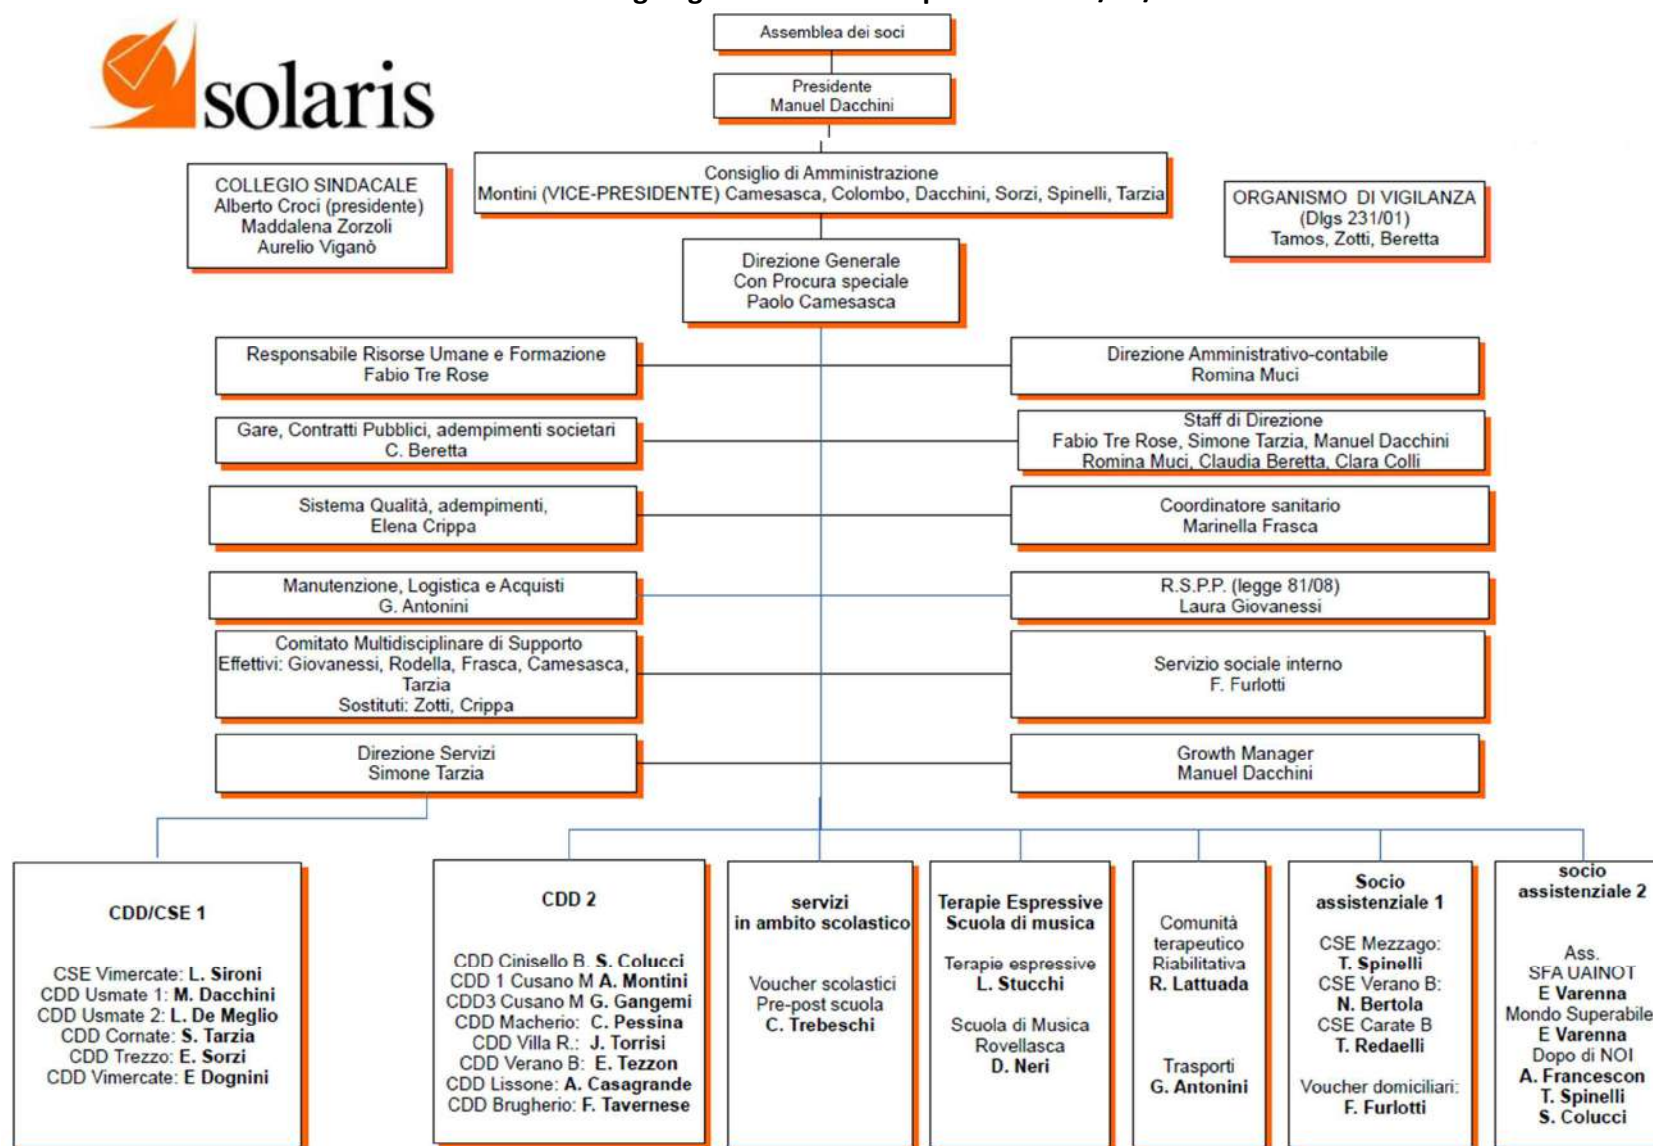 Assemblea dei soci
Presidente
Manuel Dacchini
solaris
Consiglio di Amministrazione
Montini (VICE-PRESIDENTE) Camesasca, Colombo, Dacchini, Sorzi, Spinelli, Tarzia
COLLEGIO SINDACALE
Alberto Croci (presidente)
Maddalena Zorzoli
Aurelio Viganò
ORGANISMO DI VIGILANZA
(Dlgs 231/01)
Tamos, Zotti, Beretta
Direzione Generale
Con Procura speciale
Paolo Camesasca
Responsabile Risorse Umane e Formazione
Fabio Tre Rose
Direzione Amministrativo-contabile
Romina Muci
Gare, Contratti Pubblici, adempimenti societari
C. Beretta
Staff di Direzione
Fabio Tre Rose, Simone Tarzia, Manuel Dacchini
Romina Muci, Claudia Beretta, Clara Colli
Sistema Qualità, adempimenti,
Elena Crippa
Coordinatore sanitario
Marinella Frasca
Manutenzione, Logistica e Acquisti
G. Antonini
R.S.P.P. (legge 81/08)
Laura Giovanessi
Comitato Multidisciplinare di Supporto
Effettivi: Giovanessi, Rodella, Frasca, Camesasca,
Tarzia
Sostituti: Zotti, Crippa
Servizio sociale interno
F. Furlotti
Direzione Servizi
Simone Tarzia
Growth Manager
Manuel Dacchini
CDD/CSE 1
CSE Vimercate: L. Sironi
CDD Usmate 1: M. Dacchini
CDD Usmate 2: L. De Meglio
CDD Cornate: S. Tarzia
CDD Trezzo: E. Sorzi
CDD Vimercate: E Dognini
CDD 2
CDD Cinisello B. S. Colucci
CDD 1 Cusano M A. Montini
CDD3 Cusano M G. Gangemi
CDD Macherio: C. Pessina
CDD Villa R.: J. Torrisi
CDD Verano B: E. Tezzon
CDD Lissone: A. Casagrande
CDD Brugherio: F. Tavernese
servizi
in ambito scolastico
Voucher scolastici
Pre-post scuola
C. Trebeschi
Terapie Espressive
Scuola di musica
Terapie espressive
L. Stucchi
Scuola di Musica
Rovellasca
D. Neri
Comunità
terapeutico
Riabilitativa
R. Lattuada
Trasporti
G. Antonini
Socio
assistenziale 1
CSE Mezzago:
T. Spinelli
CSE Verano B:
N. Bertola
CSE Carate B
T. Redaelli
Voucher domiciliari:
F. Furlotti
socio
assistenziale 2
Ass.
SFA UAINOT
E Varenna
Mondo Superabile
E Varenna
Dopo di NOI
A. Francescon
T. Spinelli
S. Colucci